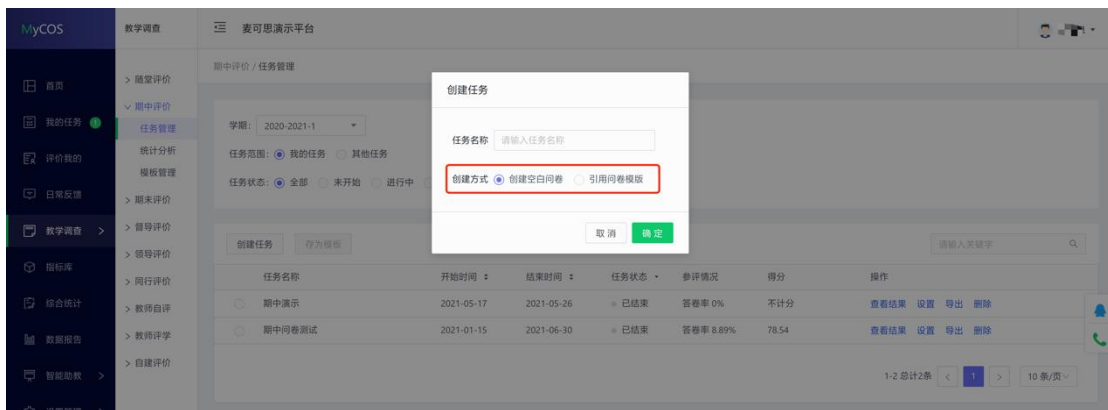 MyCOS
教学调查
麦可思演示平台
首页
我的任务 1
评价我的
日常反馈
教学调查 >
指标库
综合统计
数据报告
智能助教 >
> 随堂评价
∨ 期中评价
任务管理
统计分析
模板管理
> 期末评价
> 督导评价
> 领导评价
> 同行评价
> 教师自评
> 教师评学
> 自建评价
期中评价 / 任务管理
学期: 2020-2021-1
任务范围: 我的任务 其他任务
任务状态: 全部 未开始 进行中
创建任务
任务名称 请输入任务名称
创建方式 创建空白问卷 引用问卷模版
取消 确定
创建任务 存为模板 请输入关键字
任务名称 开始时间 结束时间 任务状态 参评情况 得分 操作
期中演示 2021-05-17 2021-05-26 已结束 答卷率 0% 不计分 查看结果 设置 导出 删除
期中问卷测试 2021-01-15 2021-06-30 已结束 答卷率 8.89% 78.54 查看结果 设置 导出 删除
1-2 总计2条 < 1 > 10 条/页